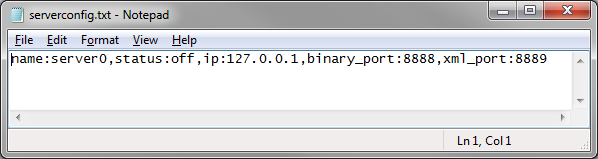 serverconfig.txt - Notepad
File Edit Format View Help
name:server0,status:off,ip:127.0.0.1,binary_port:8888,xml_port:8889
Ln 1, Col 1